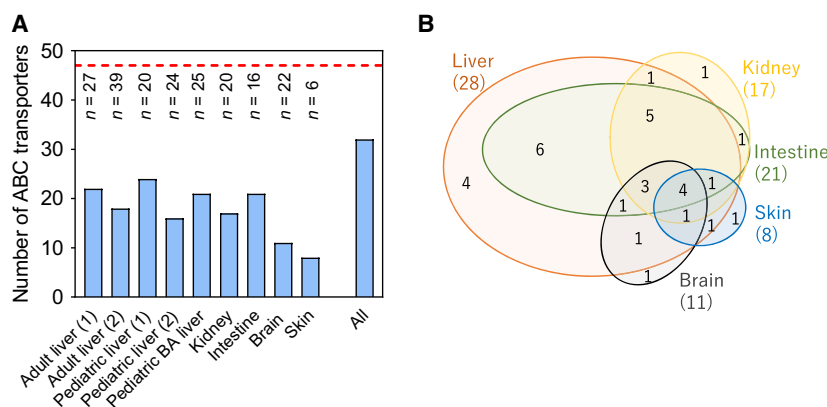 A
Number of ABC transporters
50
40
30
20
10
0
n = 27
n = 39
n = 20
n = 24
n = 25
n = 20
n = 16
n = 22
n = 6
Adult liver (1)
Adult liver (2)
Pediatric liver (1)
Pediatric liver (2)
Pediatric BA liver
Kidney
Intestine
Brain
Skin
All
B
Liver
(28)
Kidney
(17)
Intestine
(21)
Skin
(8)
Brain
(11)
1
1
5
1
6
4
3
4
1
1
1
1
1
1
1